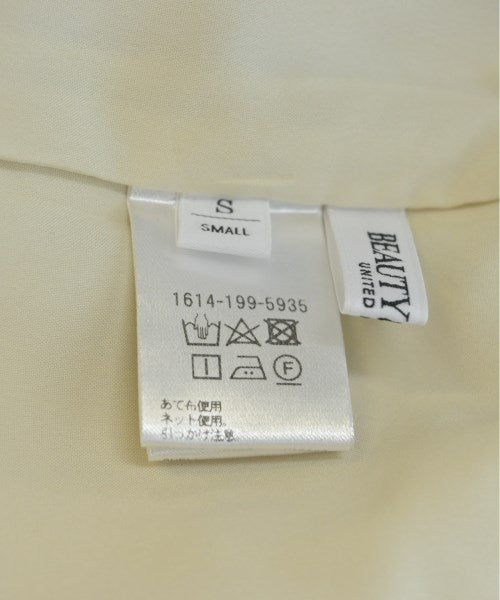 S
SMALL
BEAUTY
UNITED
1614-199-5935
あて布使用
ネット使用。
引っかけ注意